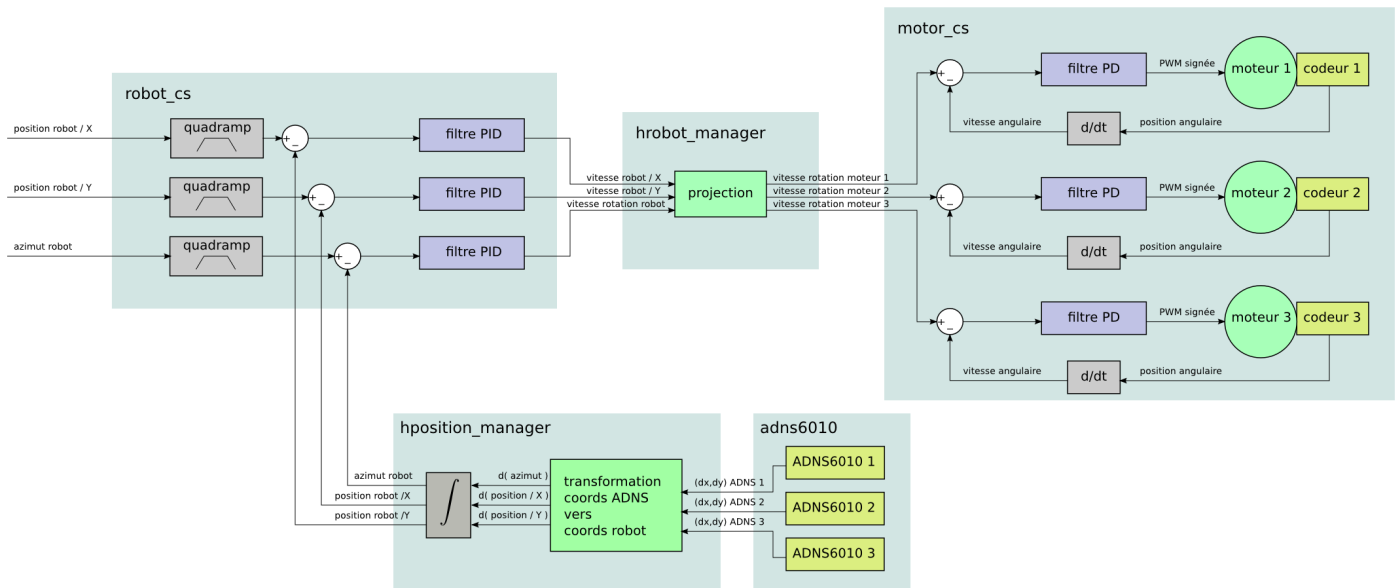 robot_cs
position robot / X
quadramp
+
_
filtre PID
position robot / Y
quadramp
+
_
filtre PID
azimut robot
quadramp
+
_
filtre PID
hrobot_manager
vitesse robot / X
vitesse robot / Y
vitesse rotation robot
projection
vitesse rotation moteur 1
vitesse rotation moteur 2
vitesse rotation moteur 3
motor_cs
+
_
filtre PD
PWM signée
moteur 1
codeur 1
vitesse angulaire
d/dt
position angulaire
+
_
filtre PD
PWM signée
moteur 2
codeur 2
vitesse angulaire
d/dt
position angulaire
+
_
filtre PD
PWM signée
moteur 3
codeur 3
vitesse angulaire
d/dt
position angulaire
hposition_manager
azimut robot
position robot /X
position robot /Y
∫
d( azimut )
d( position / X )
d( position / Y )
transformation
coords ADNS
vers
coords robot
adns6010
(dx,dy) ADNS 1
(dx,dy) ADNS 2
(dx,dy) ADNS 3
ADNS6010 1
ADNS6010 2
ADNS6010 3